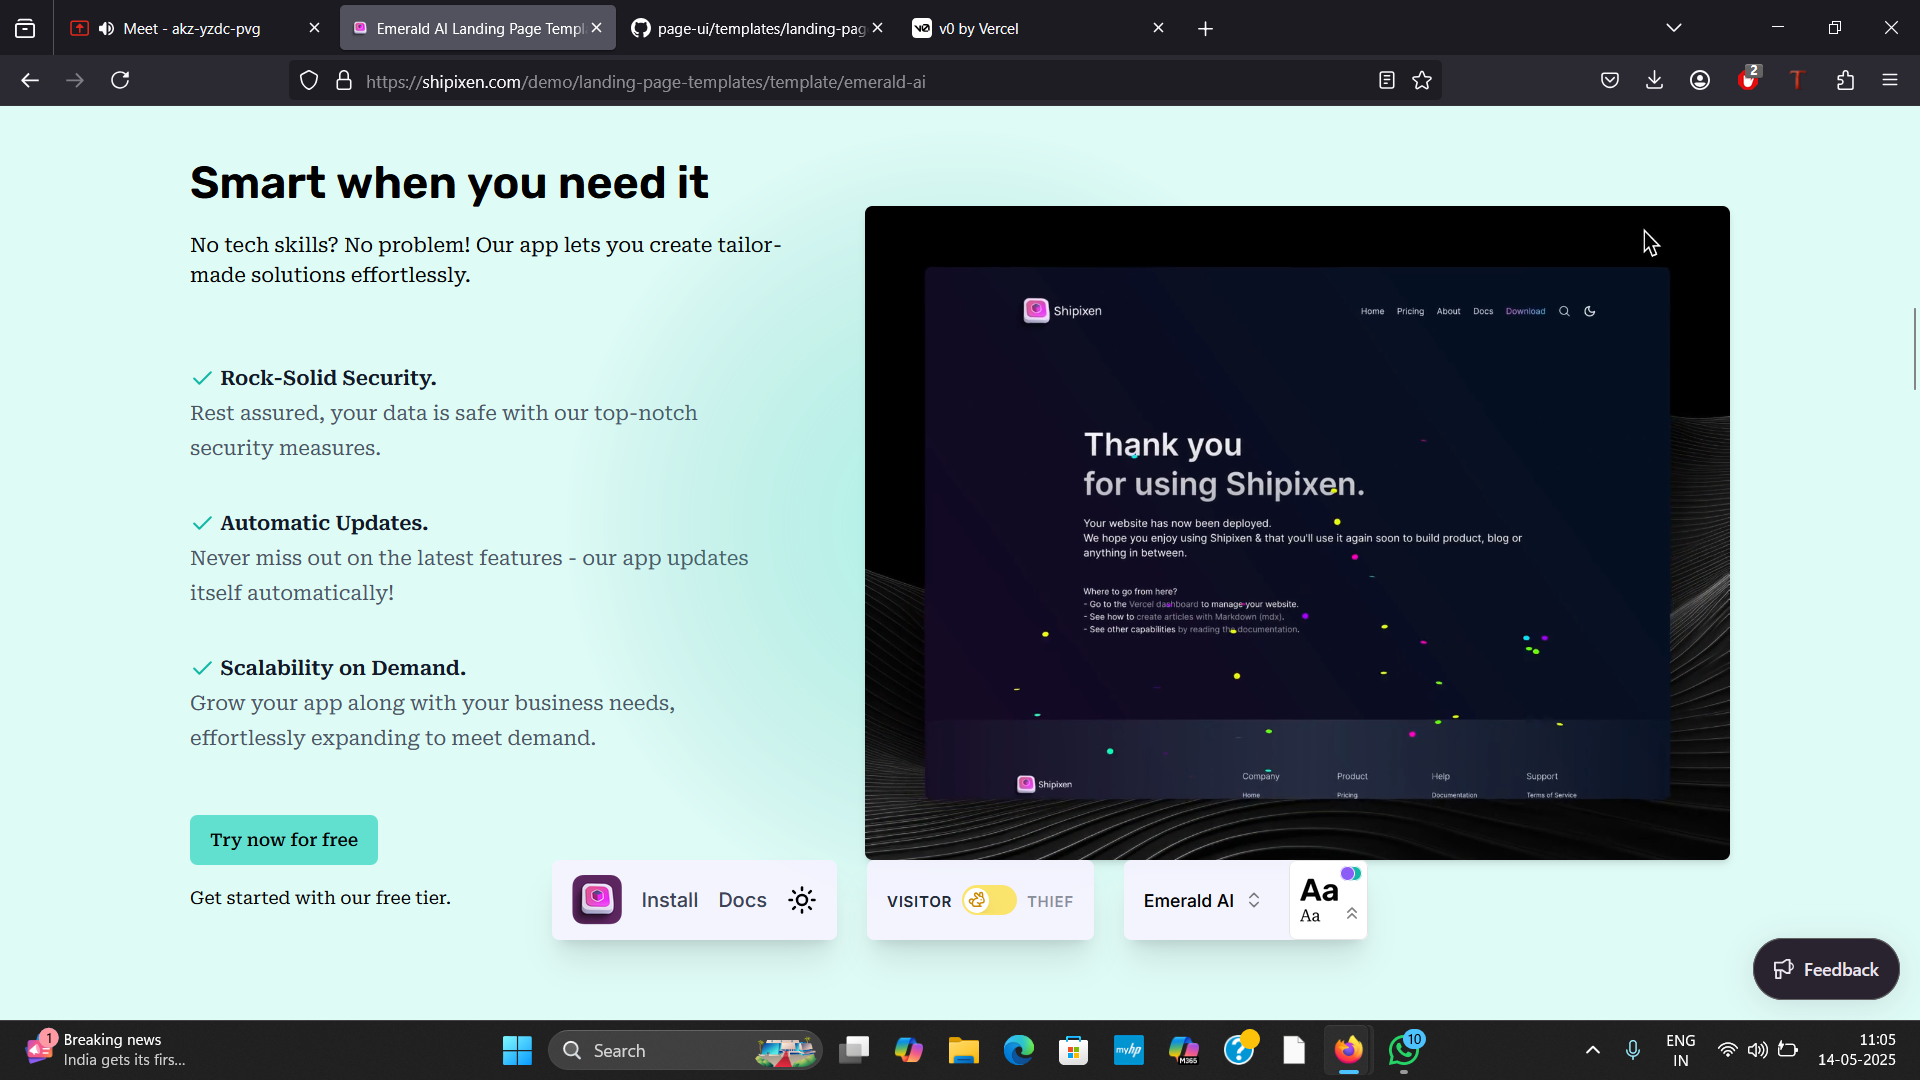 Meet - akz-yzdc-pvg
Emerald AI Landing Page Templ
page-ui/templates/landing-pag
v0 v0 by Vercel
https://shipixen.com/demo/landing-page-templates/template/emerald-ai
2
T
Smart when you need it
No tech skills? No problem! Our app lets you create tailor-
made solutions effortlessly.
Rock-Solid Security.
Rest assured, your data is safe with our top-notch
security measures.
Automatic Updates.
Never miss out on the latest features - our app updates
itself automatically!
Scalability on Demand.
Grow your app along with your business needs,
effortlessly expanding to meet demand.
Try now for free
Get started with our free tier.
Shipixen
Home Pricing About Docs Download
Thank you
for using Shipixen.
Your website has now been deployed.
We hope you enjoy using Shipixen & that you'll use it again soon to build product, blog or
anything in between.
Where to go from here?
- Go to the Vercel dashboard to manage your website.
- See how to create articles with Markdown (mdx).
- See other capabilities by reading the documentation.
Shipixen
Company Product Help Support
Home Pricing Documentation Terms of Service
Install Docs
VISITOR THIEF
Emerald AI
Aa
Aa
Feedback
1
Breaking news
India gets its firs...
Search
myhp
M365
10
ENG
IN
11:05
14-05-2025